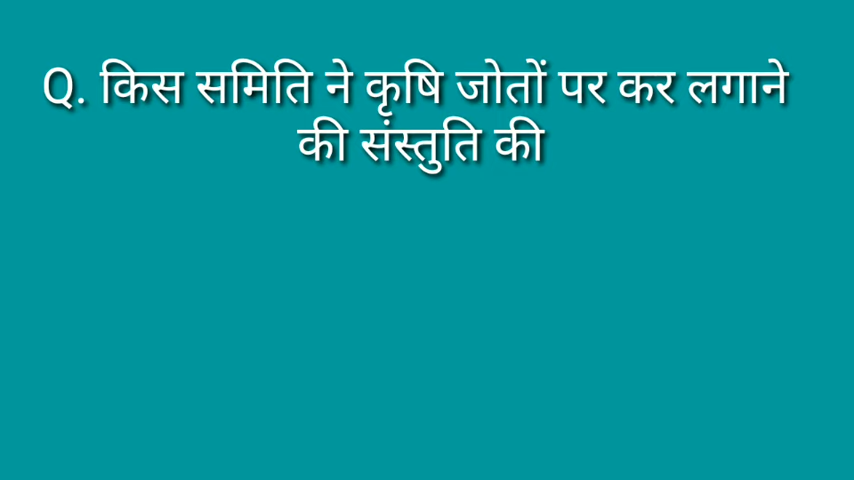 Q. किस समिति ने कृषि जोतों पर कर लगाने
की संस्तुति की